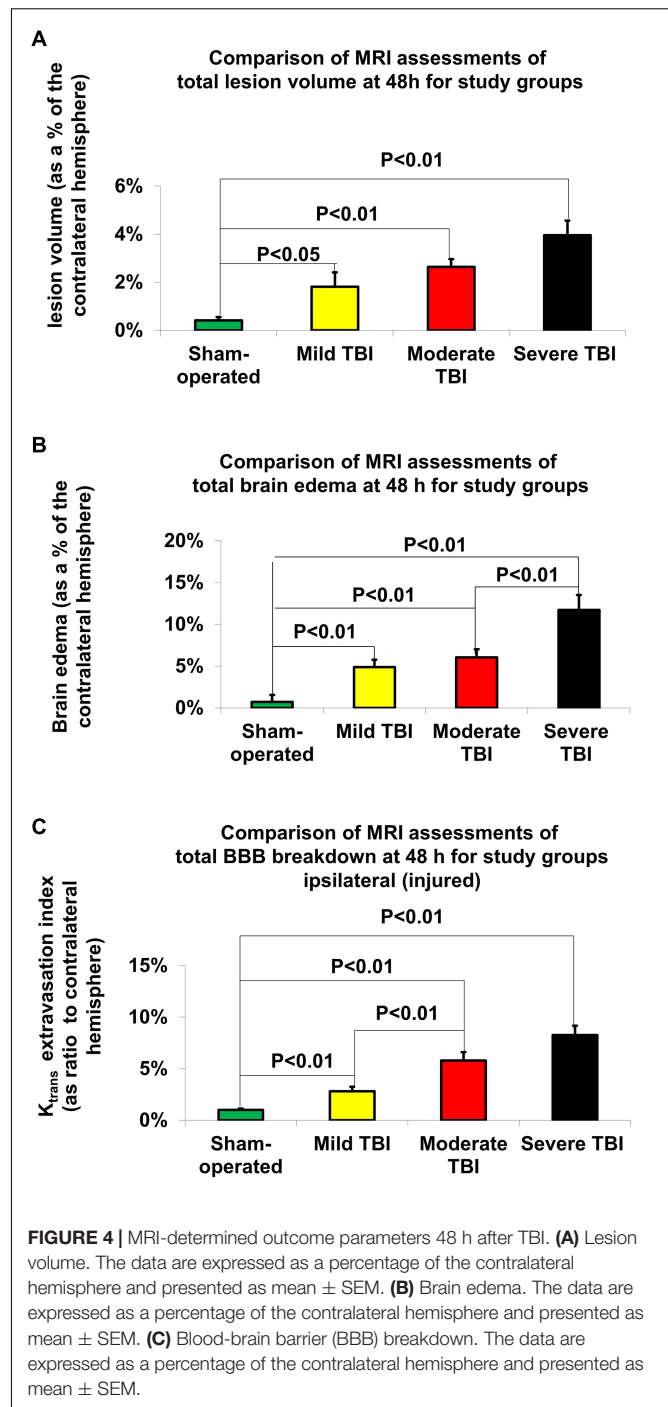 A
Comparison of MRI assessments of
total lesion volume at 48h for study groups
lesion volume (as a % of the
contralateral hemisphere)
P<0.01
P<0.01
P<0.05
6%
4%
2%
0%
Sham-
operated
Mild TBI
Moderate
TBI
Severe TBI
B
Comparison of MRI assessments of
total brain edema at 48 h for study groups
Brain edema (as a % of the
contralateral hemisphere)
P<0.01
P<0.01
P<0.01
P<0.01
20%
15%
10%
5%
0%
Sham-
operated
Mild TBI
Moderate
TBI
Severe
TBI
C
Comparison of MRI assessments of
total BBB breakdown at 48 h for study groups
ipsilateral (injured)
Ktrans extravasation index
(as ratio to contralateral
hemisphere)
P<0.01
P<0.01
P<0.01
P<0.01
15%
10%
5%
0%
Sham-
operated
Mild TBI
Moderate
TBI
Severe TBI
FIGURE 4 | MRI-determined outcome parameters 48 h after TBI. (A) Lesion
volume. The data are expressed as a percentage of the contralateral
hemisphere and presented as mean ± SEM. (B) Brain edema. The data are
expressed as a percentage of the contralateral hemisphere and presented as
mean ± SEM. (C) Blood-brain barrier (BBB) breakdown. The data are
expressed as a percentage of the contralateral hemisphere and presented as
mean ± SEM.